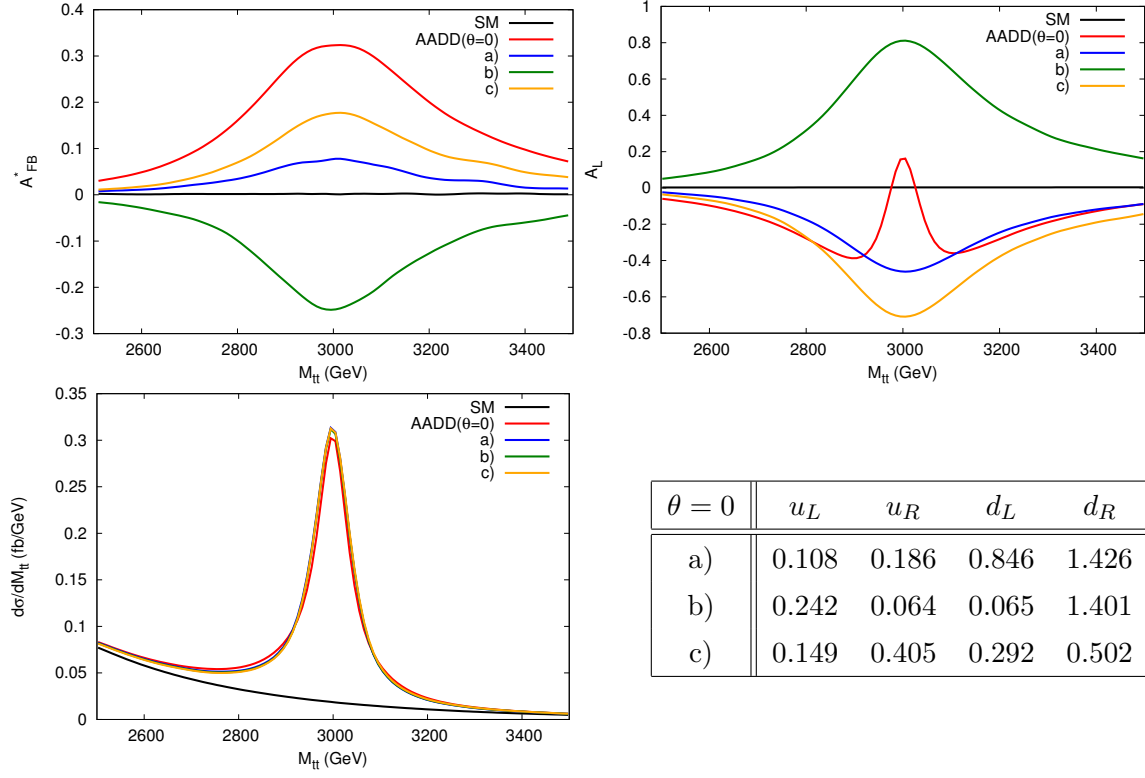 0.4
0.3
0.2
0.1
0
-0.1
-0.2
-0.3
2600 2800 3000 3200 3400
A*FB
Mtt (GeV)
SM
AADD(θ=0)
a)
b)
c)
1
0.8
0.6
0.4
0.2
0
-0.2
-0.4
-0.6
-0.8
2600 2800 3000 3200 3400
AL
Mtt (GeV)
SM
AADD(θ=0)
a)
b)
c)
0.35
0.3
0.25
0.2
0.15
0.1
0.05
0
2600 2800 3000 3200 3400
dσ/dMtt (fb/GeV)
Mtt (GeV)
SM
AADD(θ=0)
a)
b)
c)
θ = 0 uL uR dL dR
a) 0.108 0.186 0.846 1.426
b) 0.242 0.064 0.065 1.401
c) 0.149 0.405 0.292 0.502